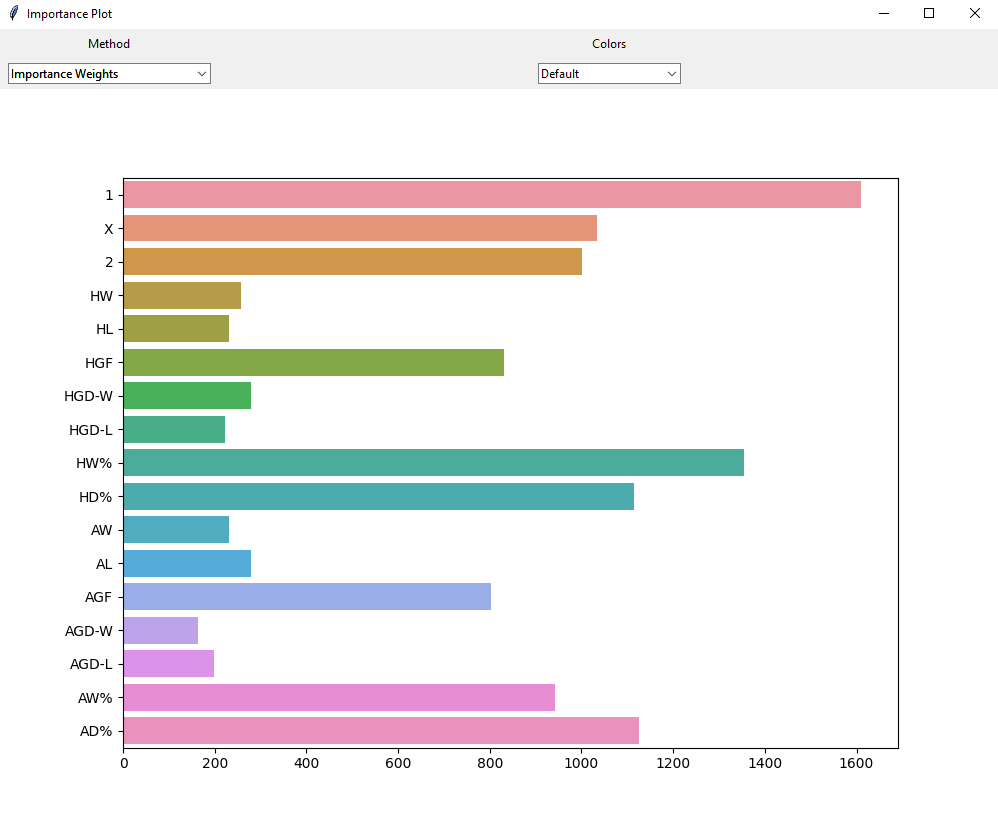 Importance Plot
Method
Colors
Importance Weights
Default
1
X
2
HW
HL
HGF
HGD-W
HGD-L
HW%
HD%
AW
AL
AGF
AGD-W
AGD-L
AW%
AD%
0 200 400 600 800 1000 1200 1400 1600